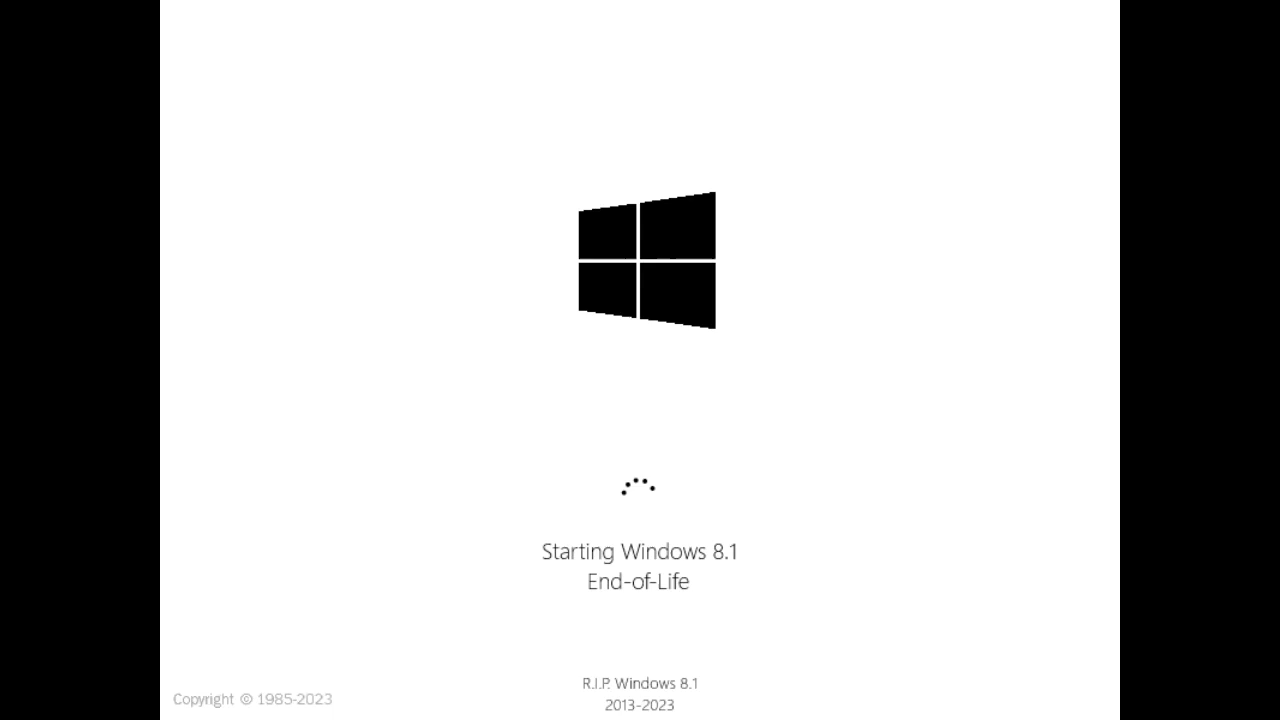 Starting Windows 8.1
End-of-Life
R.I.P. Windows 8.1
2013-2023
Copyright © 1985-2023